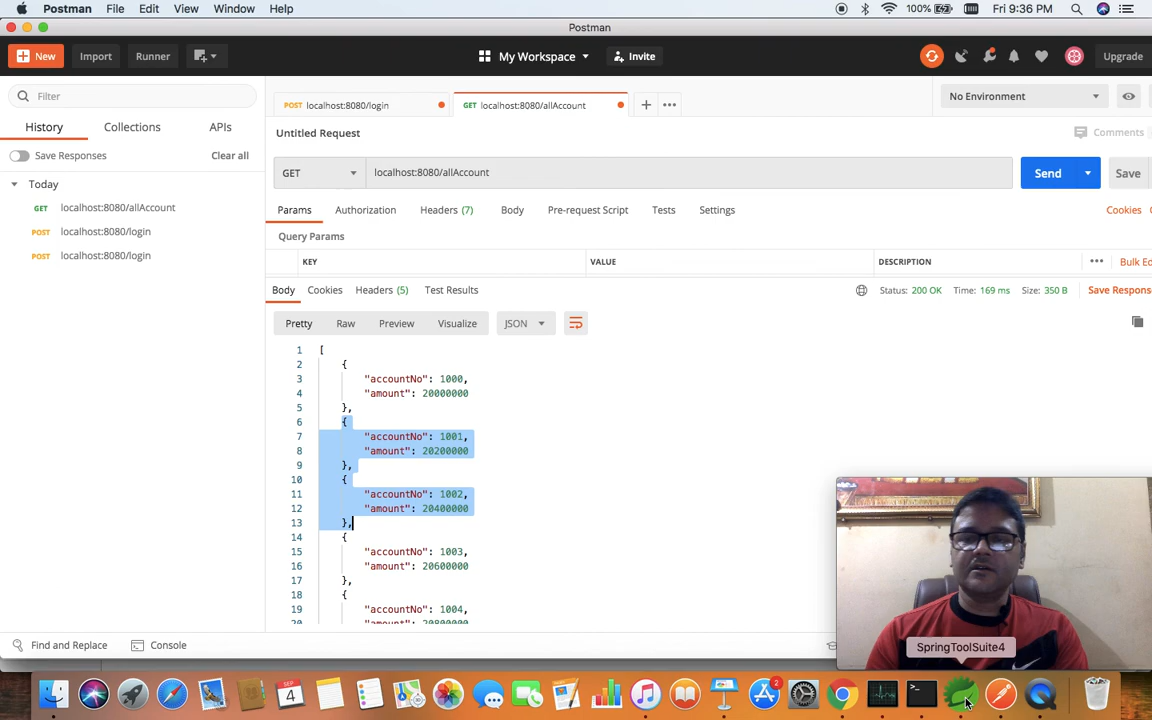 Postman File Edit View Window Help 100% Fri 9:36 PM
Postman
New Import Runner My Workspace Invite Upgrade
Filter
POST localhost:8080/login GET localhost:8080/allAccount No Environment
History Collections APIs
Untitled Request Comments
Save Responses Clear all
GET localhost:8080/allAccount Send Save
Today
GET localhost:8080/allAccount
POST localhost:8080/login
POST localhost:8080/login
Params Authorization Headers (7) Body Pre-request Script Tests Settings Cookies
Query Params
KEY VALUE DESCRIPTION Bulk Ed
Body Cookies Headers (5) Test Results Status: 200 OK Time: 169 ms Size: 350 B Save Respons
Pretty Raw Preview Visualize JSON
1 [
2 {
3 "accountNo": 1000,
4 "amount": 20000000
5 },
6 {
7 "accountNo": 1001,
8 "amount": 20200000
9 },
10 {
11 "accountNo": 1002,
12 "amount": 20400000
13 },
14 {
15 "accountNo": 1003,
16 "amount": 20600000
17 },
18 {
19 "accountNo": 1004,
20 "amount": 20800000
Find and Replace Console
SpringToolSuite4
SEP
4
2